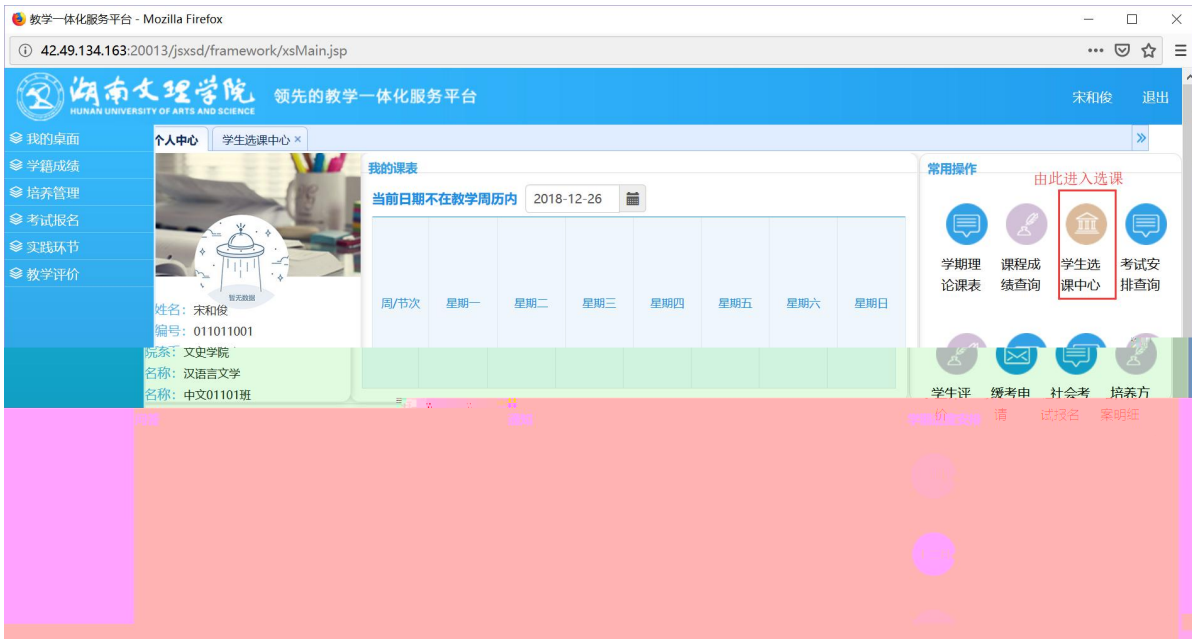 教学一体化服务平台 - Mozilla Firefox
42.49.134.163:20013/jsxsd/framework/xsMain.jsp
湖南文理学院
HUNAN UNIVERSITY OF ARTS AND SCIENCE
领先的教学一体化服务平台
宋和俊 退出
我的桌面
学籍成绩
培养管理
考试报名
实践环节
教学评价
个人中心 学生选课中心 ×
暂无数据
姓名: 宋和俊
编号: 011011001
院系: 文史学院
名称: 汉语言文学
名称: 中文01101班
我的课表
当前日期不在教学周历内 2018-12-26
周/节次 星期一 星期二 星期三 星期四 星期五 星期六 星期日
常用操作
由此进入选课
学期理论课表
课程成绩查询
学生选课中心
考试安排查询
学生评价
缓考申请
社会考试报名
培养方案明细